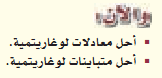 والآن
أحل معادلات لوغاريتمية.
أحل متباينات لوغاريتمية.